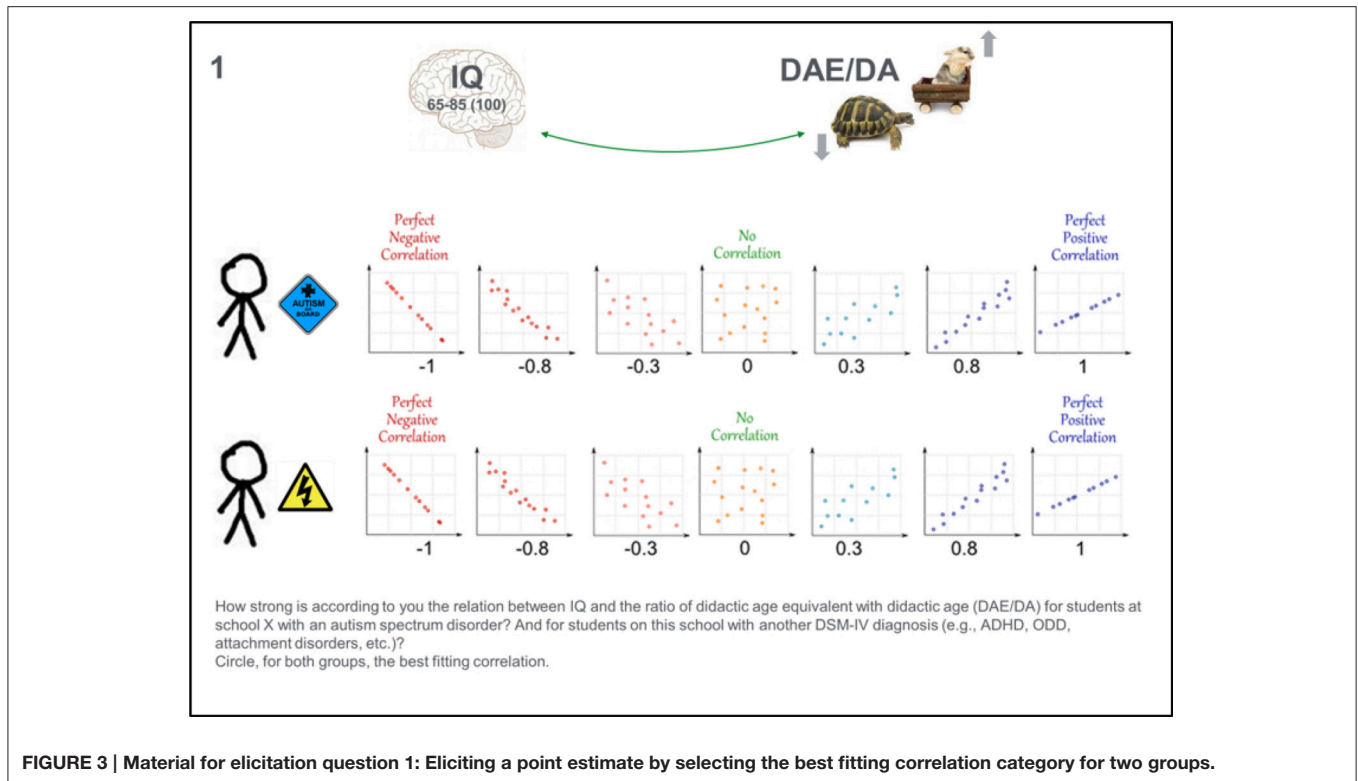 1
IQ
65-85 (100)
DAE/DA
Perfect
Negative
Correlation
No
Correlation
Perfect
Positive
Correlation
AUTISM
BOARD
-1
-0.8
-0.3
0
0.3
0.8
1
Perfect
Negative
Correlation
No
Correlation
Perfect
Positive
Correlation
-1
-0.8
-0.3
0
0.3
0.8
1
How strong is according to you the relation between IQ and the ratio of didactic age equivalent with didactic age (DAE/DA) for students at
school X with an autism spectrum disorder? And for students on this school with another DSM-IV diagnosis (e.g., ADHD, ODD,
attachment disorders, etc.)?
Circle, for both groups, the best fitting correlation.
FIGURE 3 | Material for elicitation question 1: Eliciting a point estimate by selecting the best fitting correlation category for two groups.